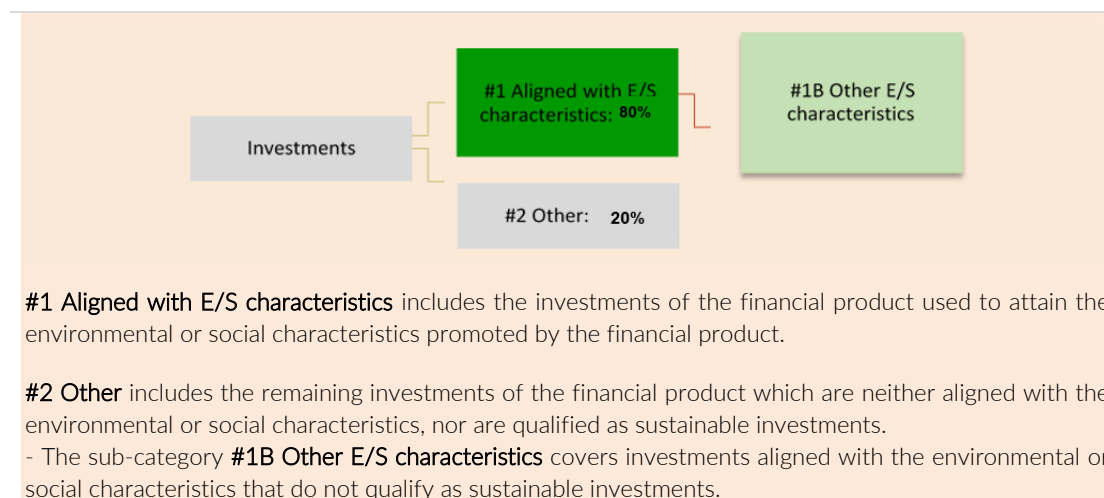 #1 Aligned with E/S
characteristics: 80%
#1B Other E/S
characteristics
Investments
#2 Other: 20%
#1 Aligned with E/S characteristics includes the investments of the financial product used to attain the
environmental or social characteristics promoted by the financial product.
#2 Other includes the remaining investments of the financial product which are neither aligned with the
environmental or social characteristics, nor are qualified as sustainable investments.
- The sub-category #1B Other E/S characteristics covers investments aligned with the environmental or
social characteristics that do not qualify as sustainable investments.